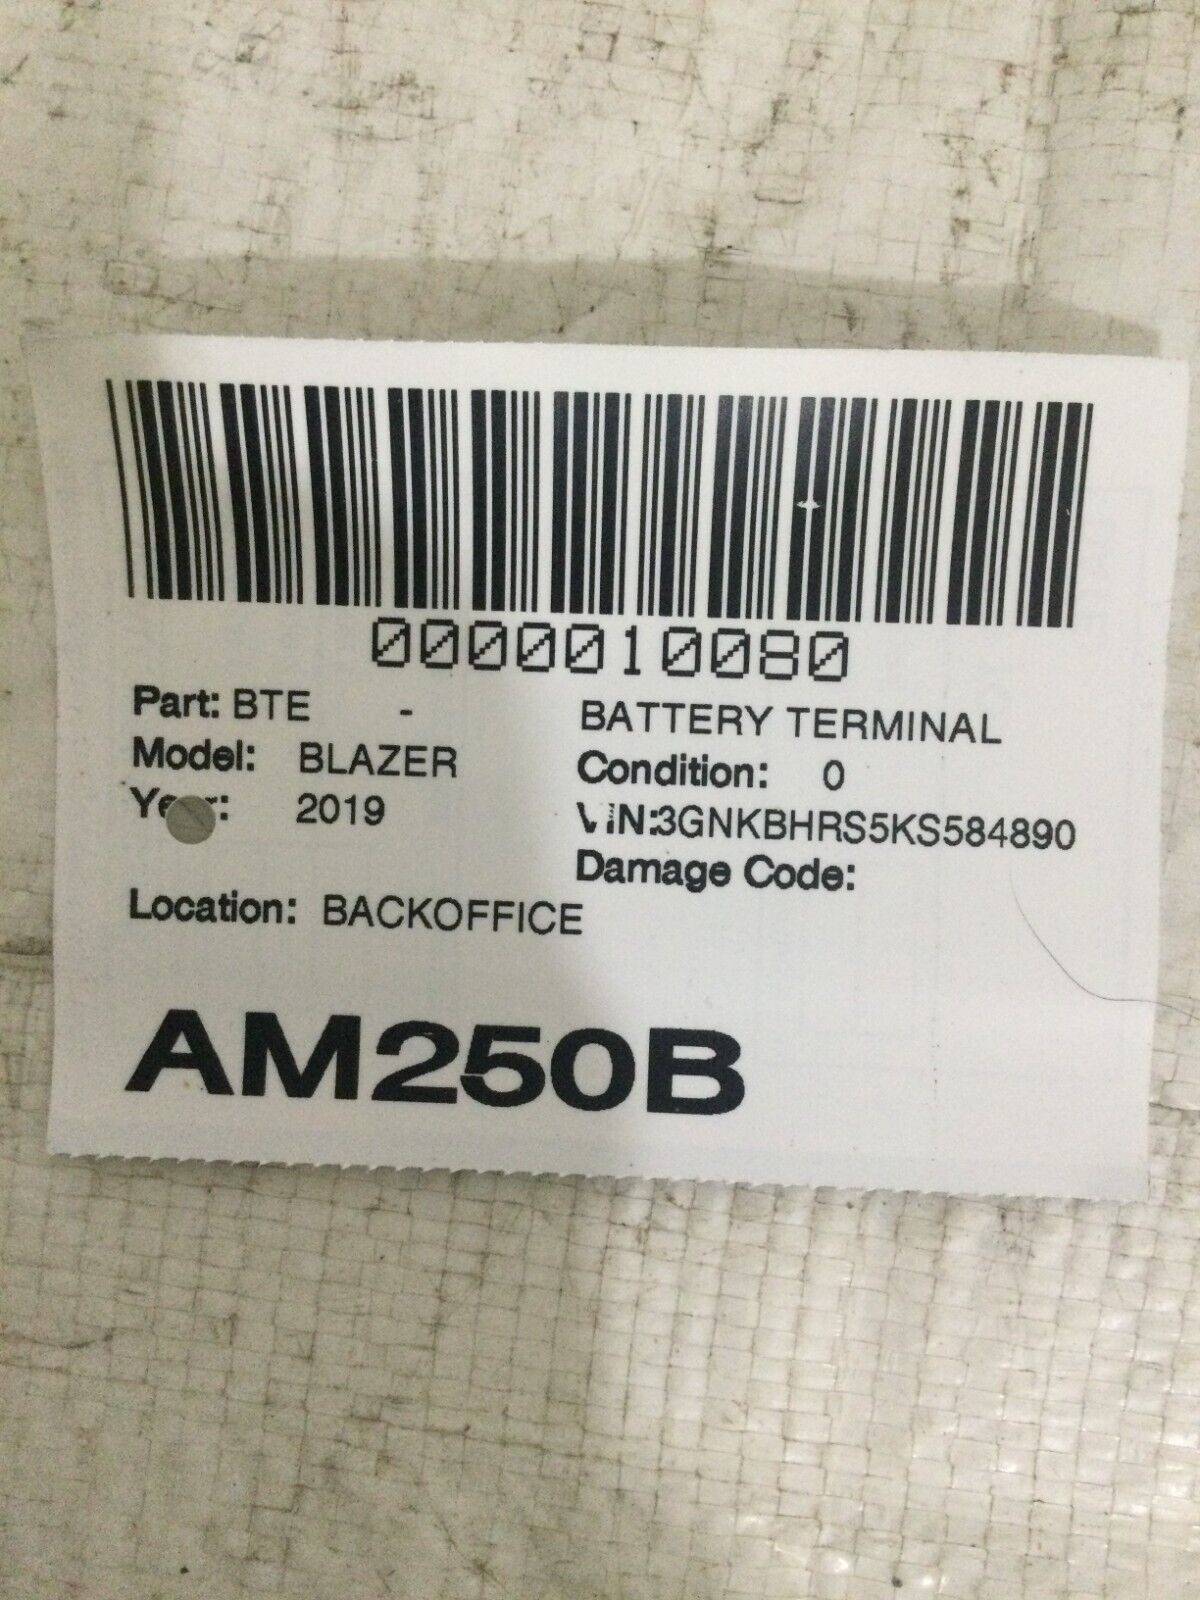 0000010080
Part: BTE - BATTERY TERMINAL
Model: BLAZER Condition: 0
Year: 2019 VIN:3GNKBHRS5KS584890
Damage Code:
Location: BACKOFFICE
AM250B